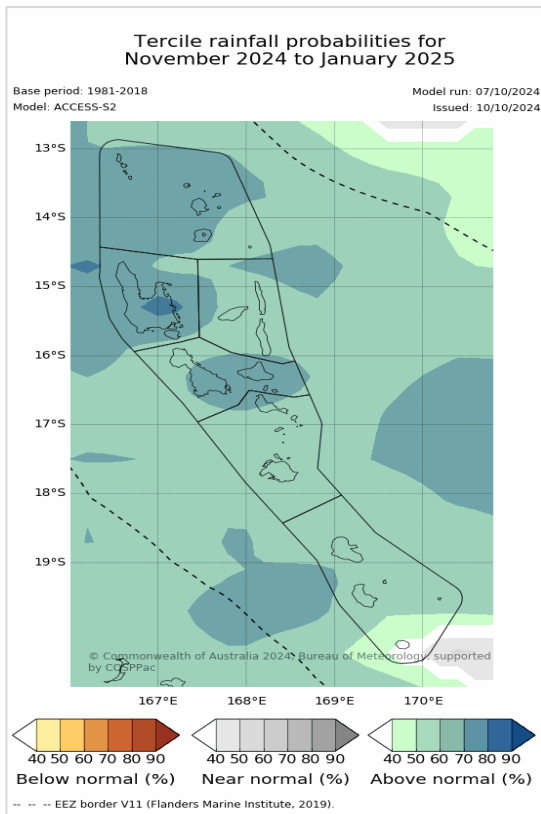 Tercile rainfall probabilities for
November 2024 to January 2025
Base period: 1981-2018
Model run: 07/10/2024
Model: ACCESS-S2
Issued: 10/10/2024
13°S
14°S
15°S
16°S
17°S
18°S
19°S
© Commonwealth of Australia 2024, Bureau of Meteorology, supported
by COSPPac
167°E 168°E 169°E 170°E
40 50 60 70 80 90 40 50 60 70 80 90 40 50 60 70 80 90
Below normal (%) Near normal (%) Above normal (%)
-- -- -- EEZ border V11 (Flanders Marine Institute, 2019).